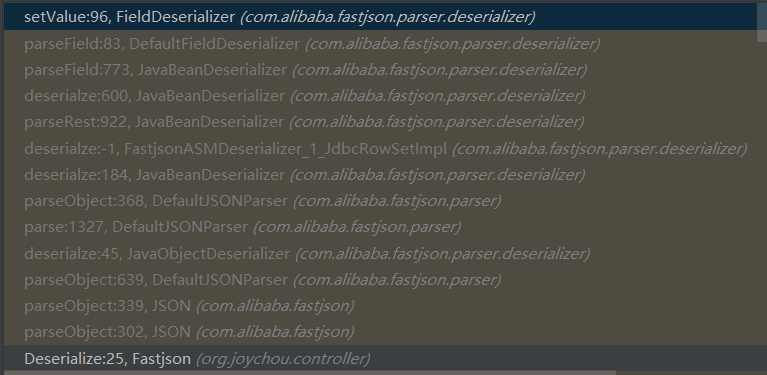 setValue:96, FieldDeserializer (com.alibaba.fastjson.parser.deserializer)
parseField:83, DefaultFieldDeserializer (com.alibaba.fastjson.parser.deserializer)
parseField:773, JavaBeanDeserializer (com.alibaba.fastjson.parser.deserializer)
deserialze:600, JavaBeanDeserializer (com.alibaba.fastjson.parser.deserializer)
parseRest:922, JavaBeanDeserializer (com.alibaba.fastjson.parser.deserializer)
deserialze:-1, FastjsonASMDeserializer_1_JdbcRowSetImpl (com.alibaba.fastjson.parser.deserializer)
deserialze:184, JavaBeanDeserializer (com.alibaba.fastjson.parser.deserializer)
parseObject:368, DefaultJSONParser (com.alibaba.fastjson.parser)
parse:1327, DefaultJSONParser (com.alibaba.fastjson.parser)
deserialze:45, JavaObjectDeserializer (com.alibaba.fastjson.parser.deserializer)
parseObject:639, DefaultJSONParser (com.alibaba.fastjson.parser)
parseObject:339, JSON (com.alibaba.fastjson)
parseObject:302, JSON (com.alibaba.fastjson)
Deserialize:25, Fastjson (org.joychou.controller)